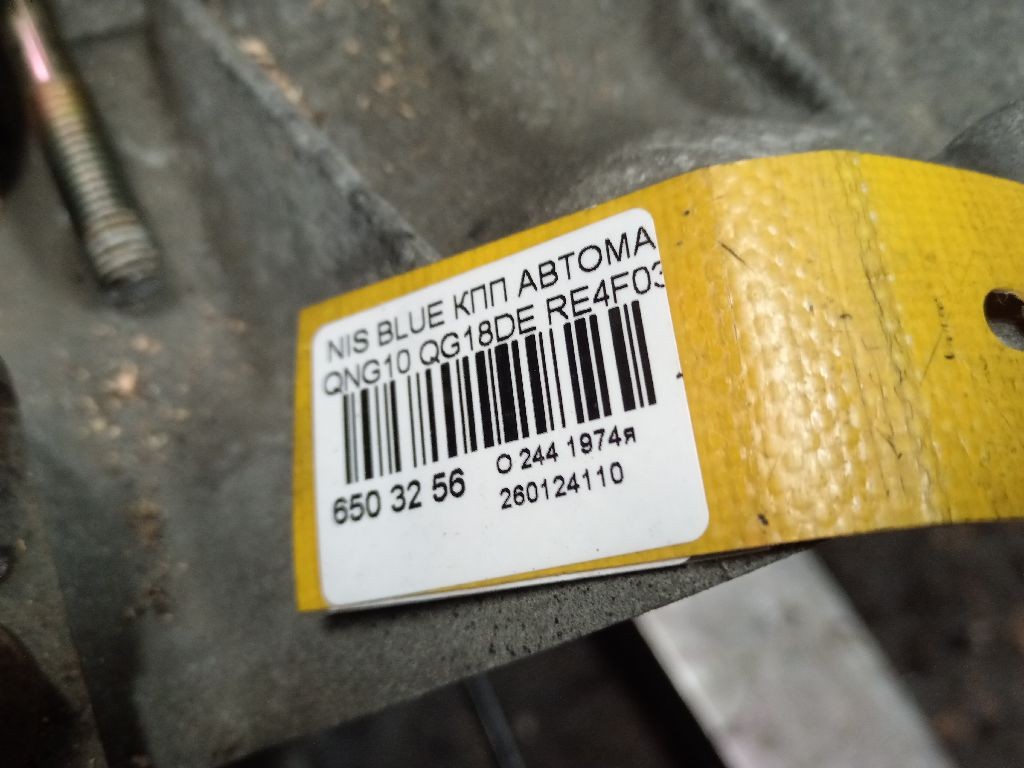 NIS BLUE КПП АВТОМА
QNG10 QG18DE RE4F03
650 32 56
О 244 1974я
260124110